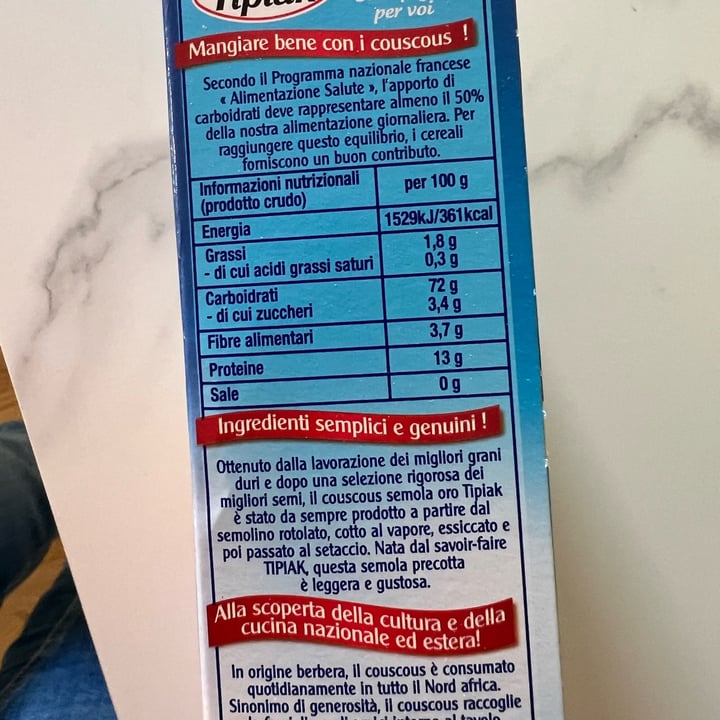 Tipiak
per voi
Mangiare bene con i couscous !
Secondo il Programma nazionale francese
« Alimentazione Salute », l'apporto di
carboidrati deve rappresentare almeno il 50%
della nostra alimentazione giornaliera. Per
raggiungere questo equilibrio, i cereali
forniscono un buon contributo.
Informazioni nutrizionali
(prodotto crudo)
per 100 g
Energia
1529kJ/361kcal
Grassi
1,8 g
- di cui acidi grassi saturi
0,3 g
Carboidrati
72 g
- di cui zuccheri
3,4 g
Fibre alimentari
3,7 g
Proteine
13 g
Sale
0 g
Ingredienti semplici e genuini !
Ottenuto dalla lavorazione dei migliori grani
duri e dopo una selezione rigorosa dei
migliori semi, il couscous semola oro Tipiak
è stato da sempre prodotto a partire dal
semolino rotolato, cotto al vapore, essiccato e
poi passato al setaccio. Nata dal savoir-faire
TIPIAK, questa semola precotta
è leggera e gustosa.
Alla scoperta della cultura e della
cucina nazionale ed estera!
In origine berbera, il couscous è consumato
quotidianamente in tutto il Nord africa.
Sinonimo di generosità, il couscous raccoglie